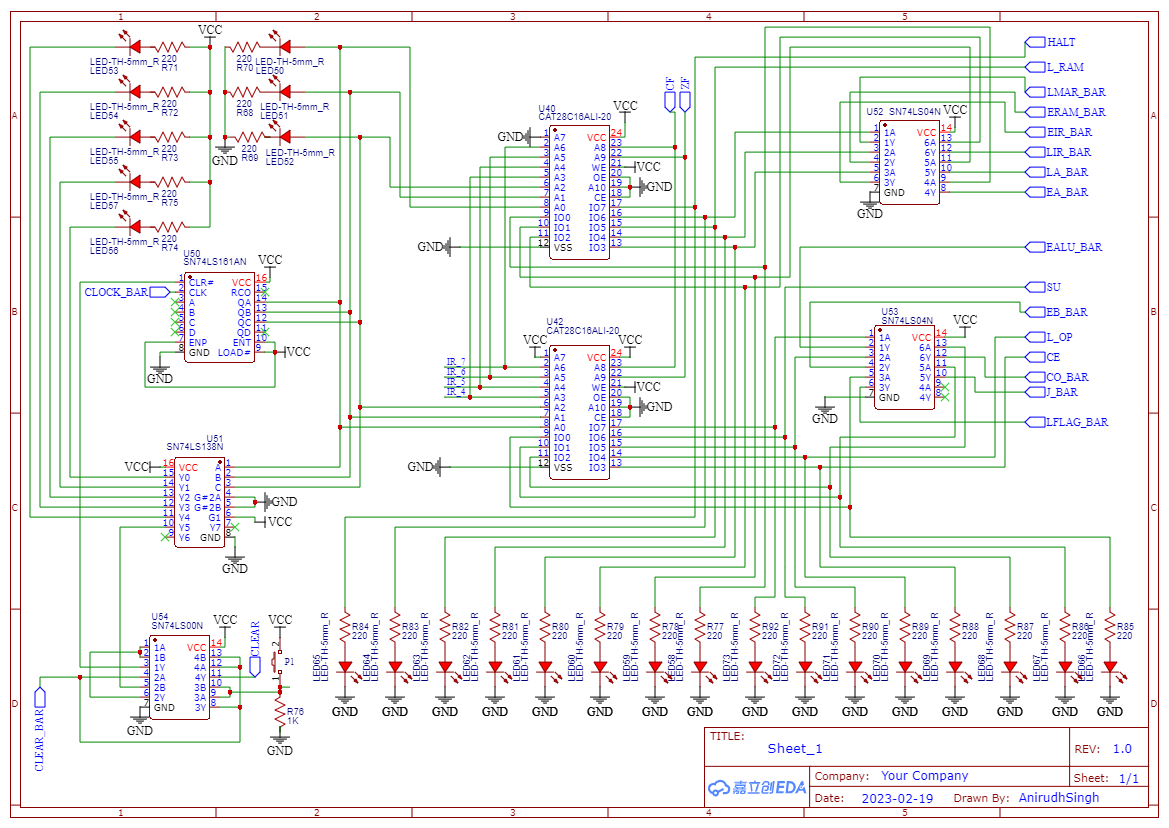 1 2 3 4 5
A
B
C
D
VCC
220
R71
LED-TH-5mm_R
LED53
220
R70
LED-TH-5mm_R
LED50
220
R72
LED-TH-5mm_R
LED54
220
R68
LED-TH-5mm_R
LED51
220
R73
LED-TH-5mm_R
LED55
220
R69
LED-TH-5mm_R
LED52
GND
220
R75
LED-TH-5mm_R
LED57
220
R74
LED-TH-5mm_R
LED56
U50
SN74LS161AN
VCC
CLOCK_BAR
1 CLR# VCC 16
2 CLK RCO 15
3 A QA 14
4 B QB 13
5 C QC 12
6 D QD 11
7 ENP ENT 10
8 GND LOAD# 9
VCC
GND
U51
SN74LS138N
VCC
16 VCC A 1
15 Y0 B 2
14 Y1 C 3
13 Y2 G#2A 4
12 Y3 G#2B 5
11 Y4 G1 6
10 Y5 Y7 7
9 Y6 GND 8
GND
VCC
GND
U54
SN74LS00N
VCC
1 1A VCC 14
2 1B 4B 13
3 1Y 4A 12
4 2A 4Y 11
5 2B 3B 10
6 2Y 3A 9
7 GND 3Y 8
GND
CLEAR_BAR
CLEAR
VCC
2
P1
1
R76
1K
GND
U40
CAT28C16ALI-20
VCC
GND
1 A7 VCC 24
2 A6 A8 23
3 A5 A9 22
4 A4 WE 21
5 A3 OE 20
6 A2 A10 19
7 A1 CE 18
8 A0 IO7 17
9 IO0 IO6 16
10 IO1 IO5 15
11 IO2 IO4 14
12 VSS IO3 13
VCC
GND
GND
CF
ZF
U42
CAT28C16ALI-20
VCC
VCC
IR_7
IR_6
IR_5
IR_4
1 A7 VCC 24
2 A6 A8 23
3 A5 A9 22
4 A4 WE 21
5 A3 OE 20
6 A2 A10 19
7 A1 CE 18
8 A0 IO7 17
9 IO0 IO6 16
10 IO1 IO5 15
11 IO2 IO4 14
12 VSS IO3 13
VCC
GND
GND
U52 SN74LS04N
VCC
1 1A VCC 14
2 1Y 6A 13
3 2A 6Y 12
4 2Y 5A 11
5 3A 5Y 10
6 3Y 4A 9
7 GND 4Y 8
GND
U53
SN74LS04N
VCC
1 1A VCC 14
2 1Y 6A 13
3 2A 6Y 12
4 2Y 5A 11
5 3A 5Y 10
6 3Y 4A 9
7 GND 4Y 8
GND
HALT
L_RAM
LMAR_BAR
ERAM_BAR
EIR_BAR
LIR_BAR
LA_BAR
EA_BAR
EALU_BAR
SU
EB_BAR
L_OP
CE
CO_BAR
J_BAR
LFLAG_BAR
LED65 LED-TH-5mm_R R84 220 GND
LED64 LED-TH-5mm_R R83 220 GND
LED63 LED-TH-5mm_R R82 220 GND
LED62 LED-TH-5mm_R R81 220 GND
LED61 LED-TH-5mm_R R80 220 GND
LED60 LED-TH-5mm_R R79 220 GND
LED59 LED-TH-5mm_R R78 220 GND
LED58 LED-TH-5mm_R R77 220 GND
LED73 LED-TH-5mm_R R92 220 GND
LED72 LED-TH-5mm_R R91 220 GND
LED71 LED-TH-5mm_R R90 220 GND
LED70 LED-TH-5mm_R R89 220 GND
LED69 LED-TH-5mm_R R88 220 GND
LED68 LED-TH-5mm_R R87 220 GND
LED67 LED-TH-5mm_R R86 220 GND
LED66 LED-TH-5mm_R R85 220 GND
A
B
C
D
TITLE:
Sheet_1
REV: 1.0
嘉立创EDA
Company: Your Company
Sheet: 1/1
Date: 2023-02-19 Drawn By: AnirudhSingh
1 2 3 4 5